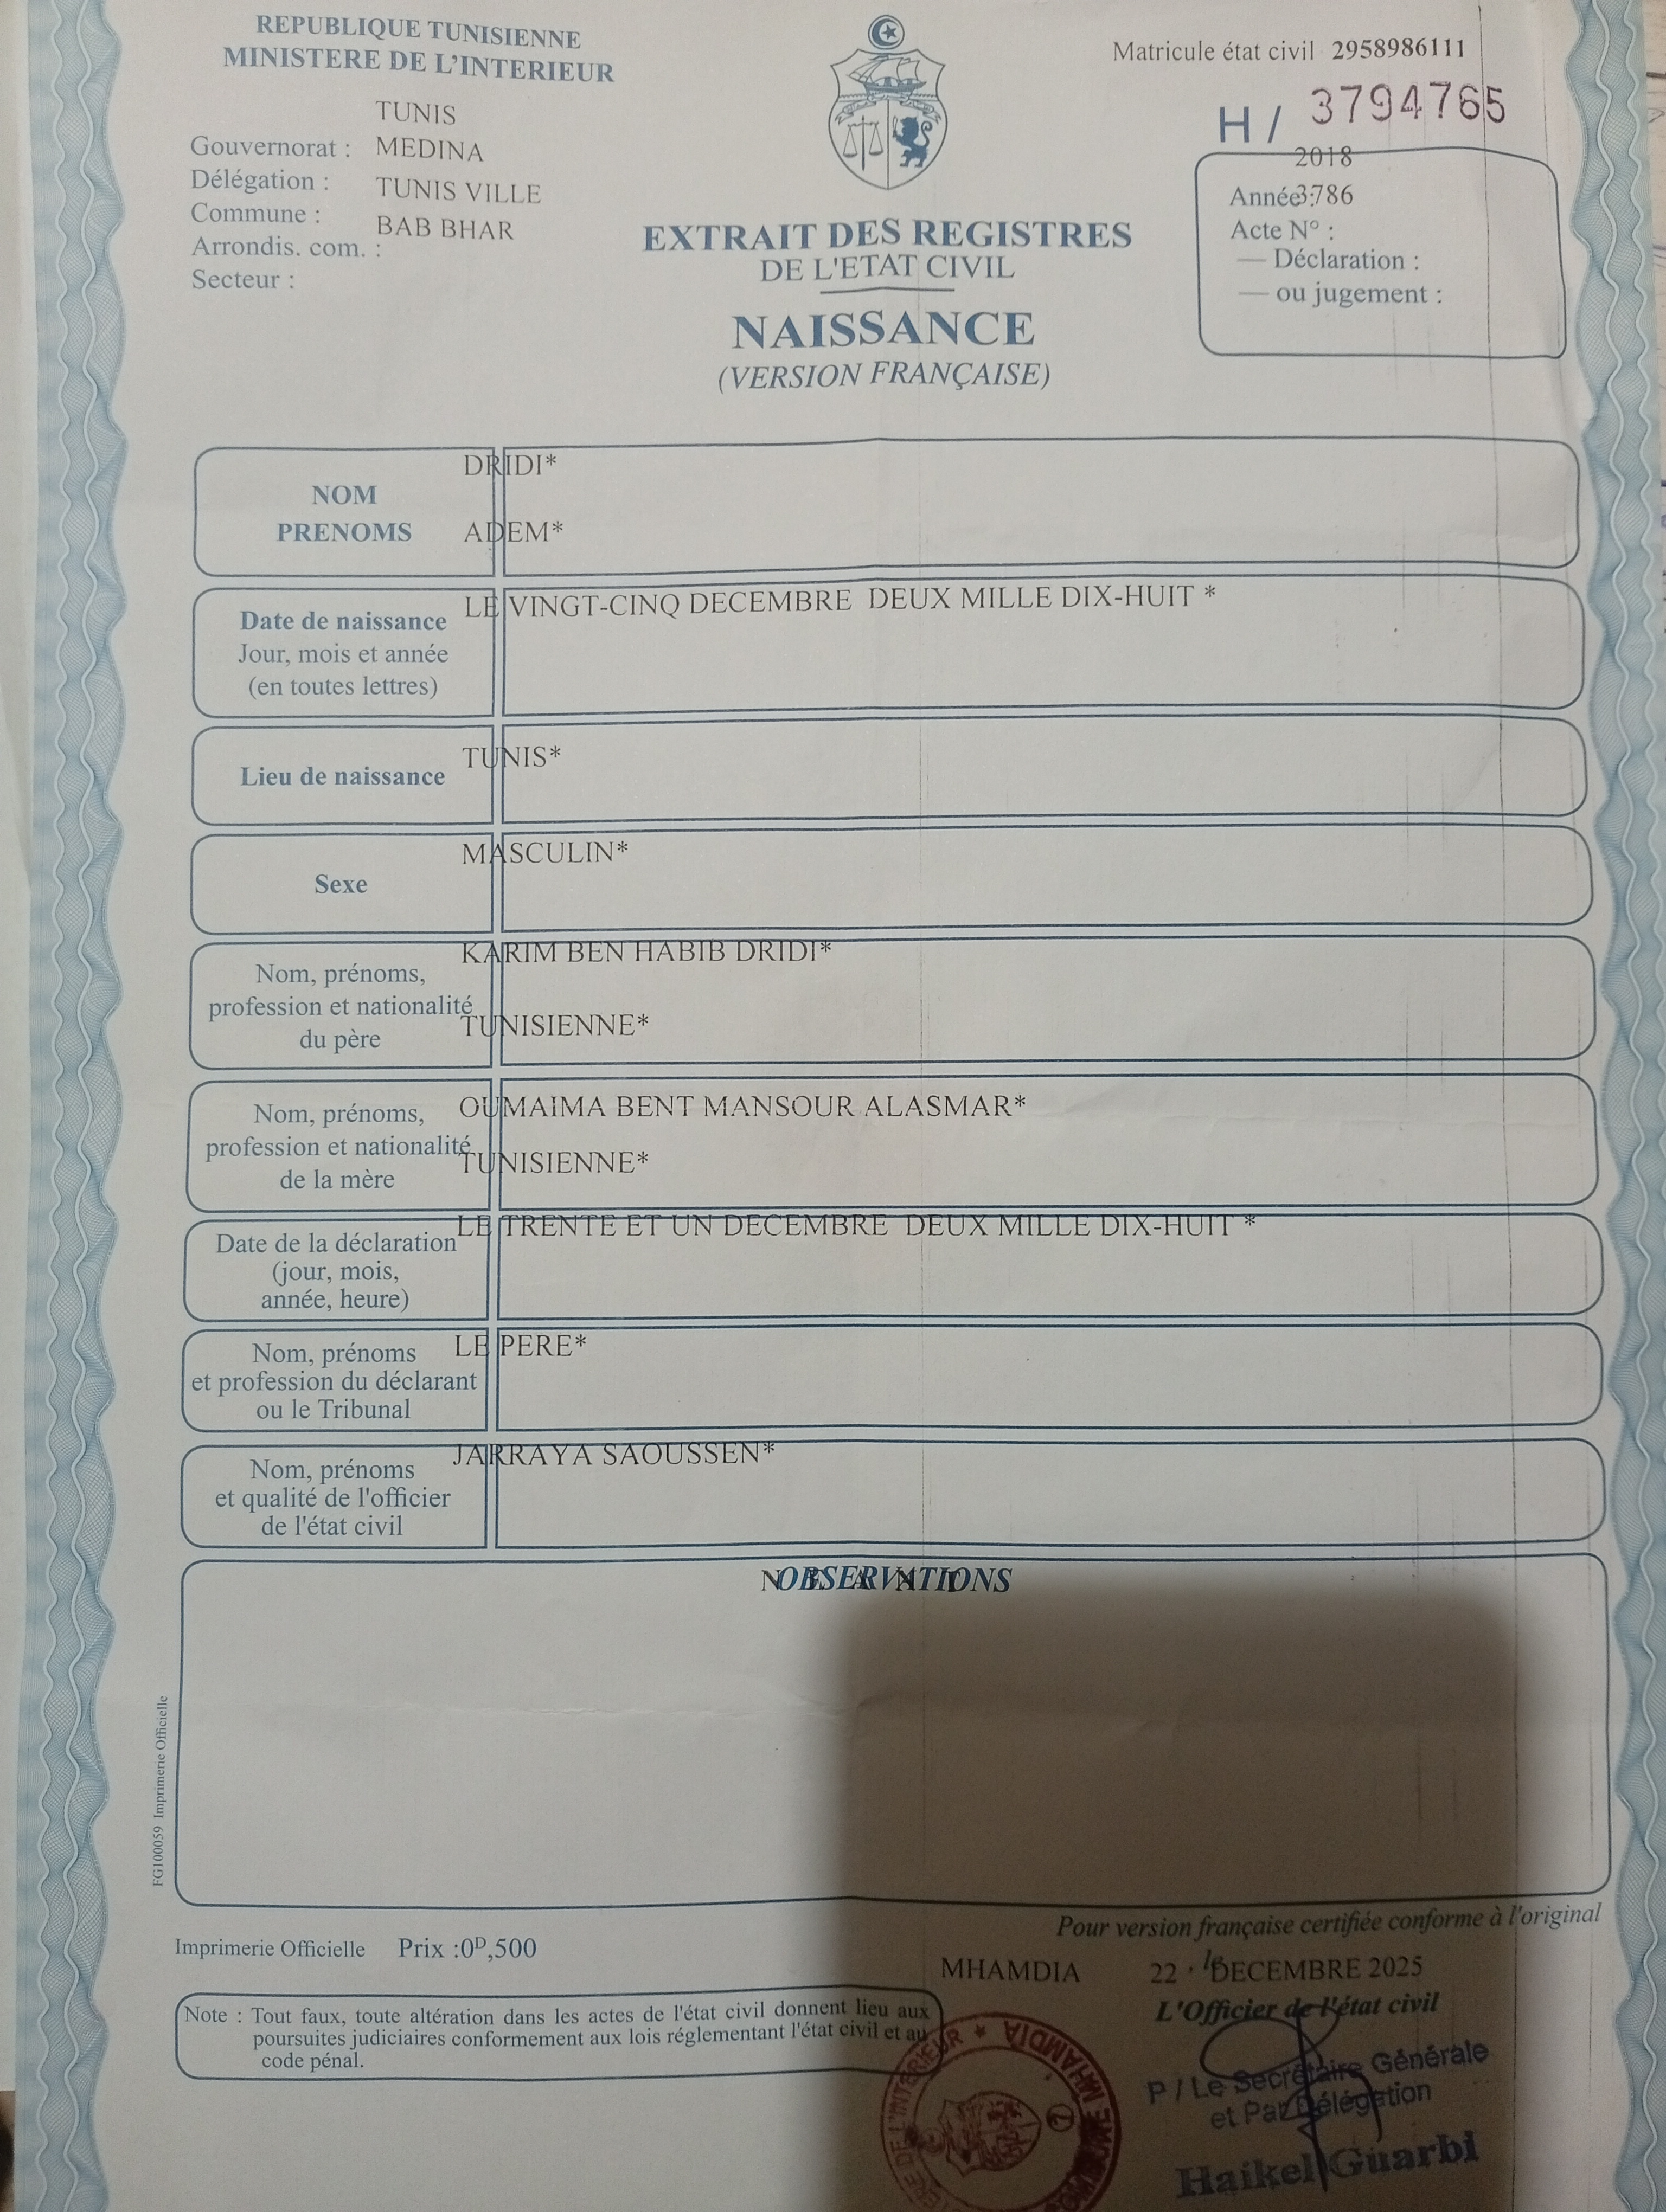 REPUBLIQUE TUNISIENNE
MINISTERE DE L'INTERIEUR
TUNIS
Gouvernorat : MEDINA
Délégation : TUNIS VILLE
Commune : BAB BHAR
Arrondis. com. :
Secteur :
Matricule état civil 2958986111
H / 3794765
2018
Année : 3786
Acte N° :
— Déclaration :
— ou jugement :
EXTRAIT DES REGISTRES
DE L'ETAT CIVIL
NAISSANCE
(VERSION FRANÇAISE)
NOM
PRENOMS
DRIDI*
ADEM*
Date de naissance
Jour, mois et année
(en toutes lettres)
LE VINGT-CINQ DECEMBRE DEUX MILLE DIX-HUIT *
Lieu de naissance
TUNIS*
Sexe
MASCULIN*
Nom, prénoms,
profession et nationalité
du père
KARIM BEN HABIB DRIDI*
TUNISIENNE*
Nom, prénoms,
profession et nationalité
de la mère
OUMAIMA BENT MANSOUR ALASMAR*
TUNISIENNE*
Date de la déclaration
(jour, mois,
année, heure)
LE TRENTE ET UN DECEMBRE DEUX MILLE DIX-HUIT *
Nom, prénoms
et profession du déclarant
ou le Tribunal
LE PERE*
Nom, prénoms
et qualité de l'officier
de l'état civil
JARRAYA SAOUSSEN*
OBSERVATIONS
N E A N T
FG100059 Imprimerie Officielle
Imprimerie Officielle Prix :0D,500
Pour version française certifiée conforme à l'original
MHAMDIA 22 , le DECEMBRE 2025
L'Officier de l'état civil
Note : Tout faux, toute altération dans les actes de l'état civil donnent lieu aux
poursuites judiciaires conformement aux lois réglementant l'état civil et au
code pénal.
P / Le Secrétaire Générale
et Par Délégation
Haikel Guarbi
DE L'INTERIEUR * MHAMDIA